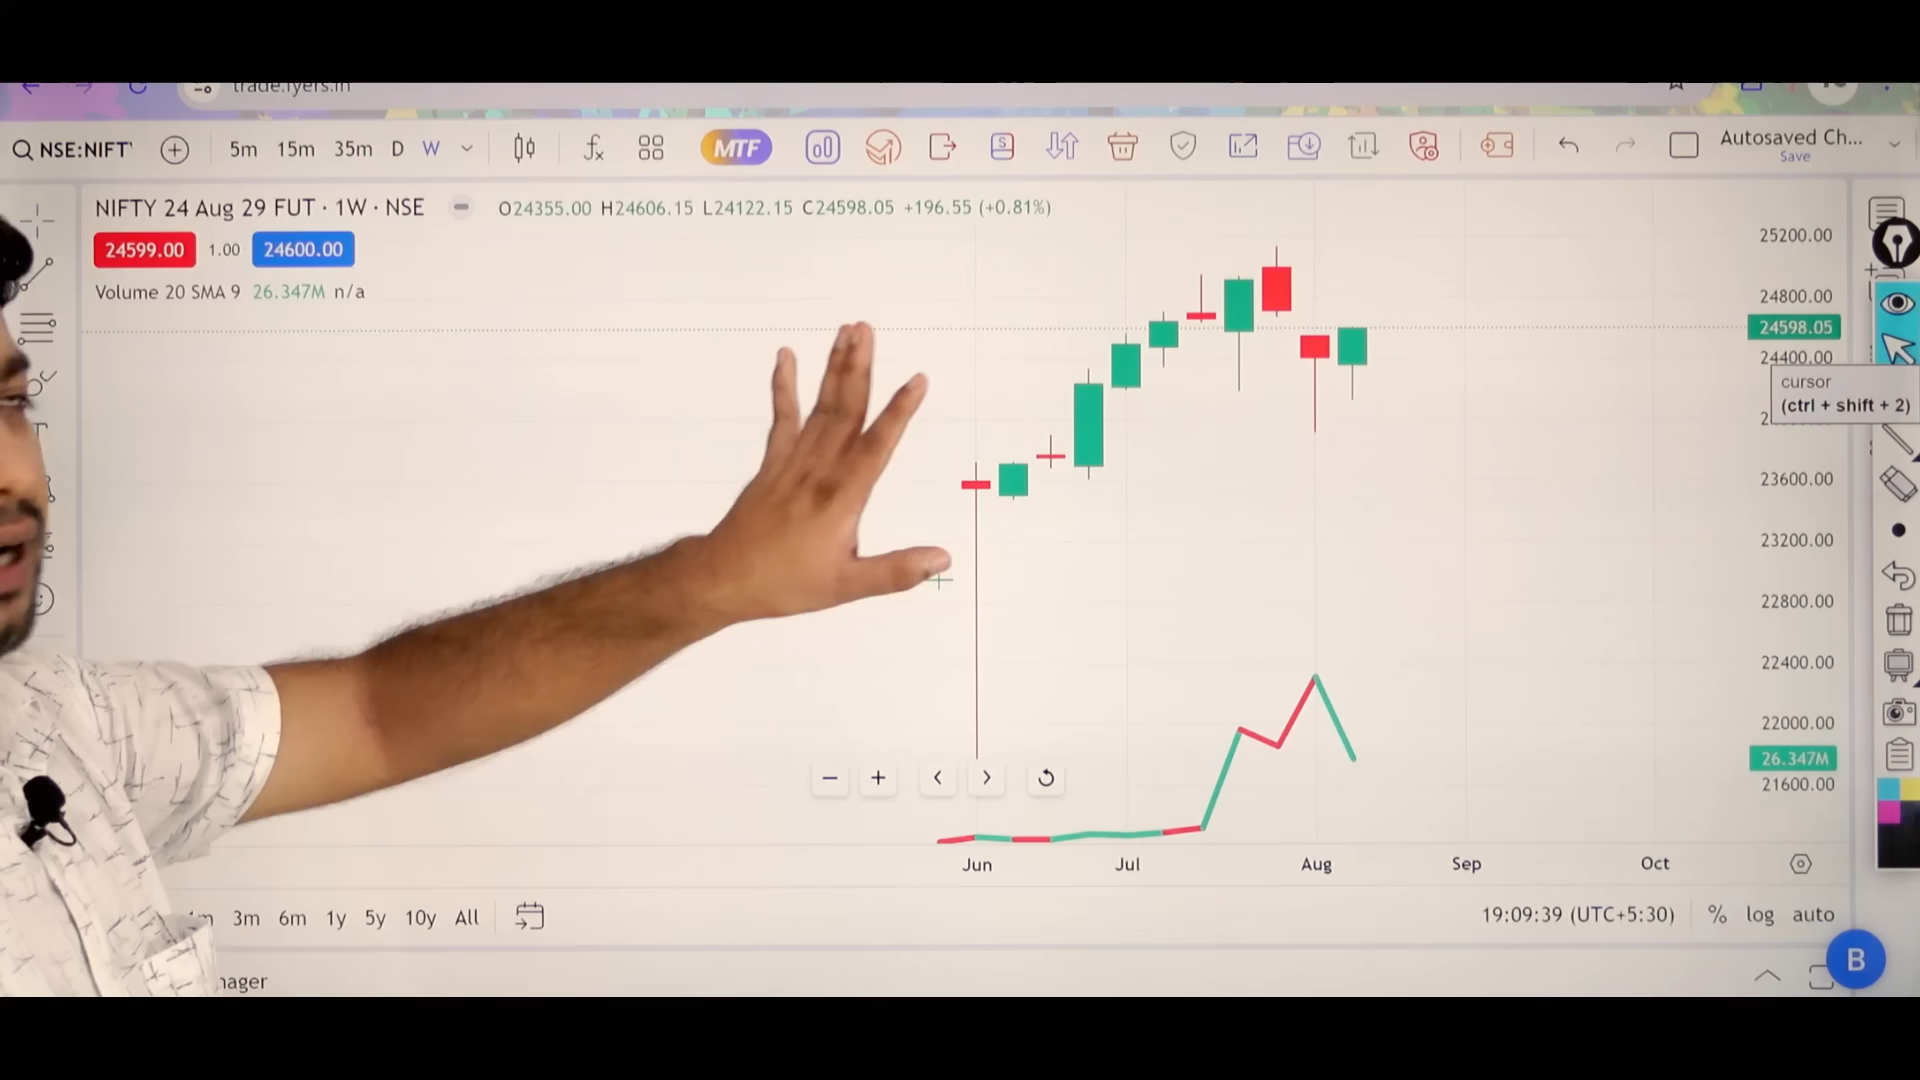 trade.fyers.in
NSE:NIFT
5m 15m 35m D W
MTF
S
Autosaved Ch...
Save
NIFTY 24 Aug 29 FUT · 1W · NSE
O24355.00 H24606.15 L24122.15 C24598.05 +196.55 (+0.81%)
24599.00 1.00 24600.00
Volume 20 SMA 9 26.347M n/a
25200.00
24800.00
24598.05
24400.00
cursor
(ctrl + shift + 2)
23600.00
23200.00
22800.00
22400.00
22000.00
26.347M
21600.00
Jun Jul Aug Sep Oct
3m 6m 1y 5y 10y All
19:09:39 (UTC+5:30) % log auto
B